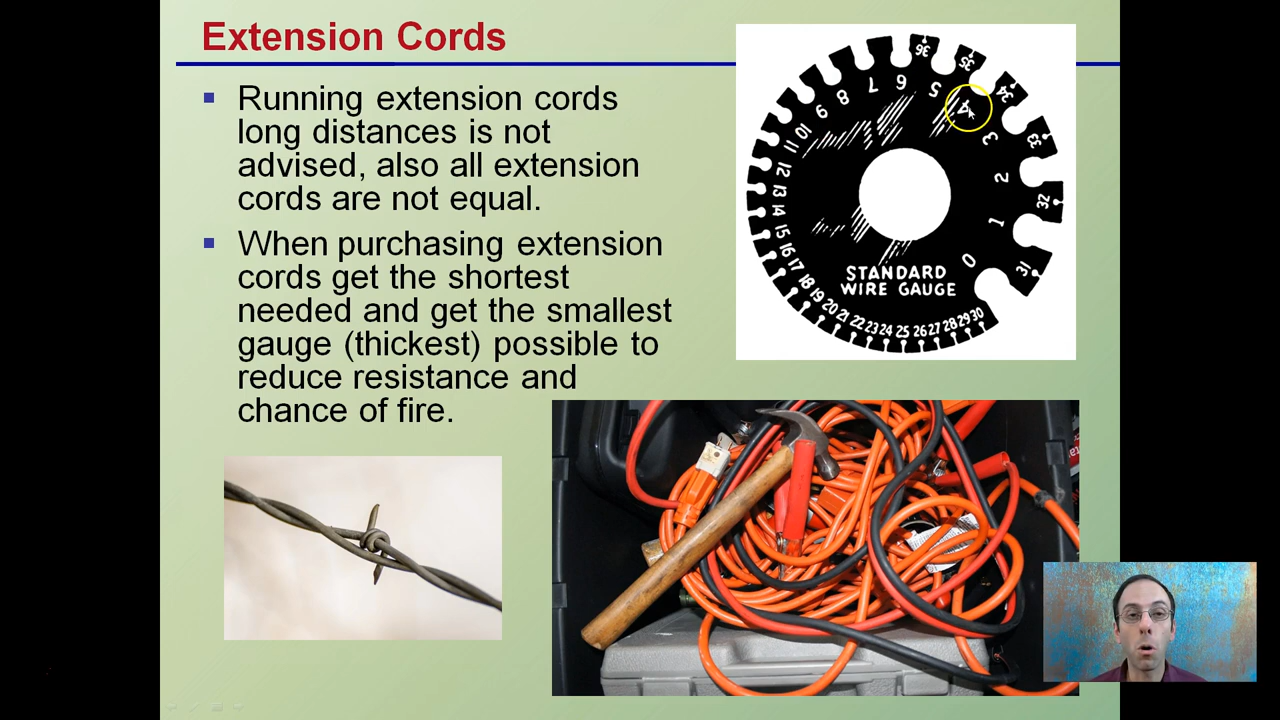 Extension Cords
Running extension cords
long distances is not
advised, also all extension
cords are not equal.
When purchasing extension
cords get the shortest
needed and get the smallest
gauge (thickest) possible to
reduce resistance and
chance of fire.
STANDARD
WIRE GAUGE
0
1
2
3
4
5
6
7
8
9
10
11
12
13
14
15
16
17
18
19
20
21
22
23
24
25
26
27
28
29
30
31
32
33
34
35
36